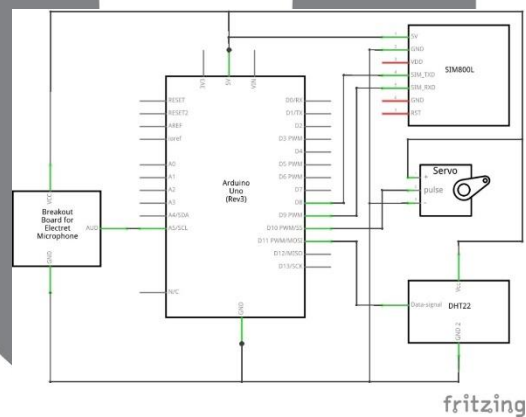 5V
GND
VDD
SIM_TXD
SIM_RXD
GND
RST
SIM800L
3V3
5V
VIN
RESET
RESET2
AREF
ioref
A0
A1
A2
A3
A4/SDA
A5/SCL
N/C
Arduino
Uno
(Rev3)
D0/RX
D1/TX
D2
D3 PWM
D4
D5 PWM
D6 PWM
D7
D8
D9 PWM
D10 PWM/SS
D11 PWM/MOSI
D12/MISO
D13/SCK
GND
VCC
Breakout
Board for
Electret
Microphone
AUD
GND
Servo
+
pulse
-
Vcc
Data-signal
DHT22
GND 2
fritzing